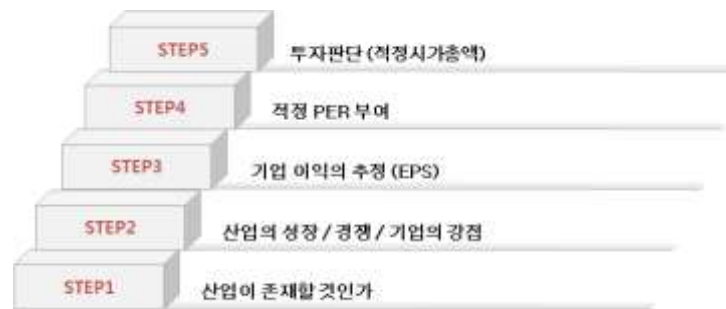 STEP5 투자판단 (적정시가총액)
STEP4 적정 PER 부여
STEP3 기업 이익의 추정 (EPS)
STEP2 산업의 성장 / 경쟁 / 기업의 강점
STEP1 산업이 존재할 것인가